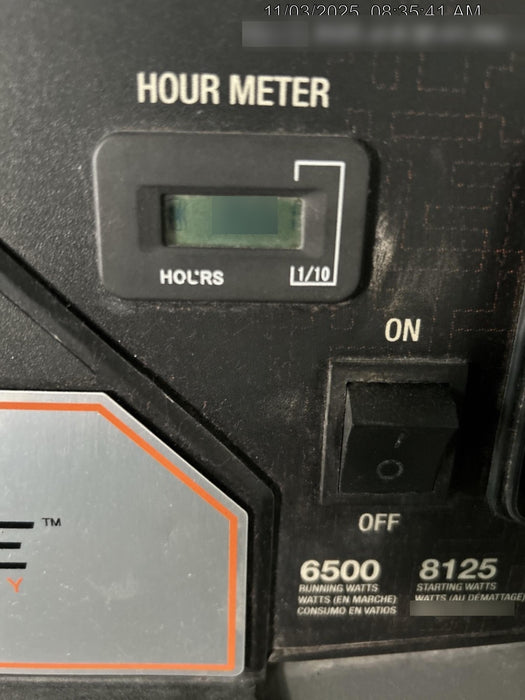 11/03/2025 08:35:41 AM
HOUR METER
HOURS
1/10
ON
OFF
TM
E
Y
6500
RUNNING WATTS
WATTS (EN MARCHE)
CONSUMO EN VATIOS
8125
STARTING WATTS
WATTS (AU DÉMATTAGE)